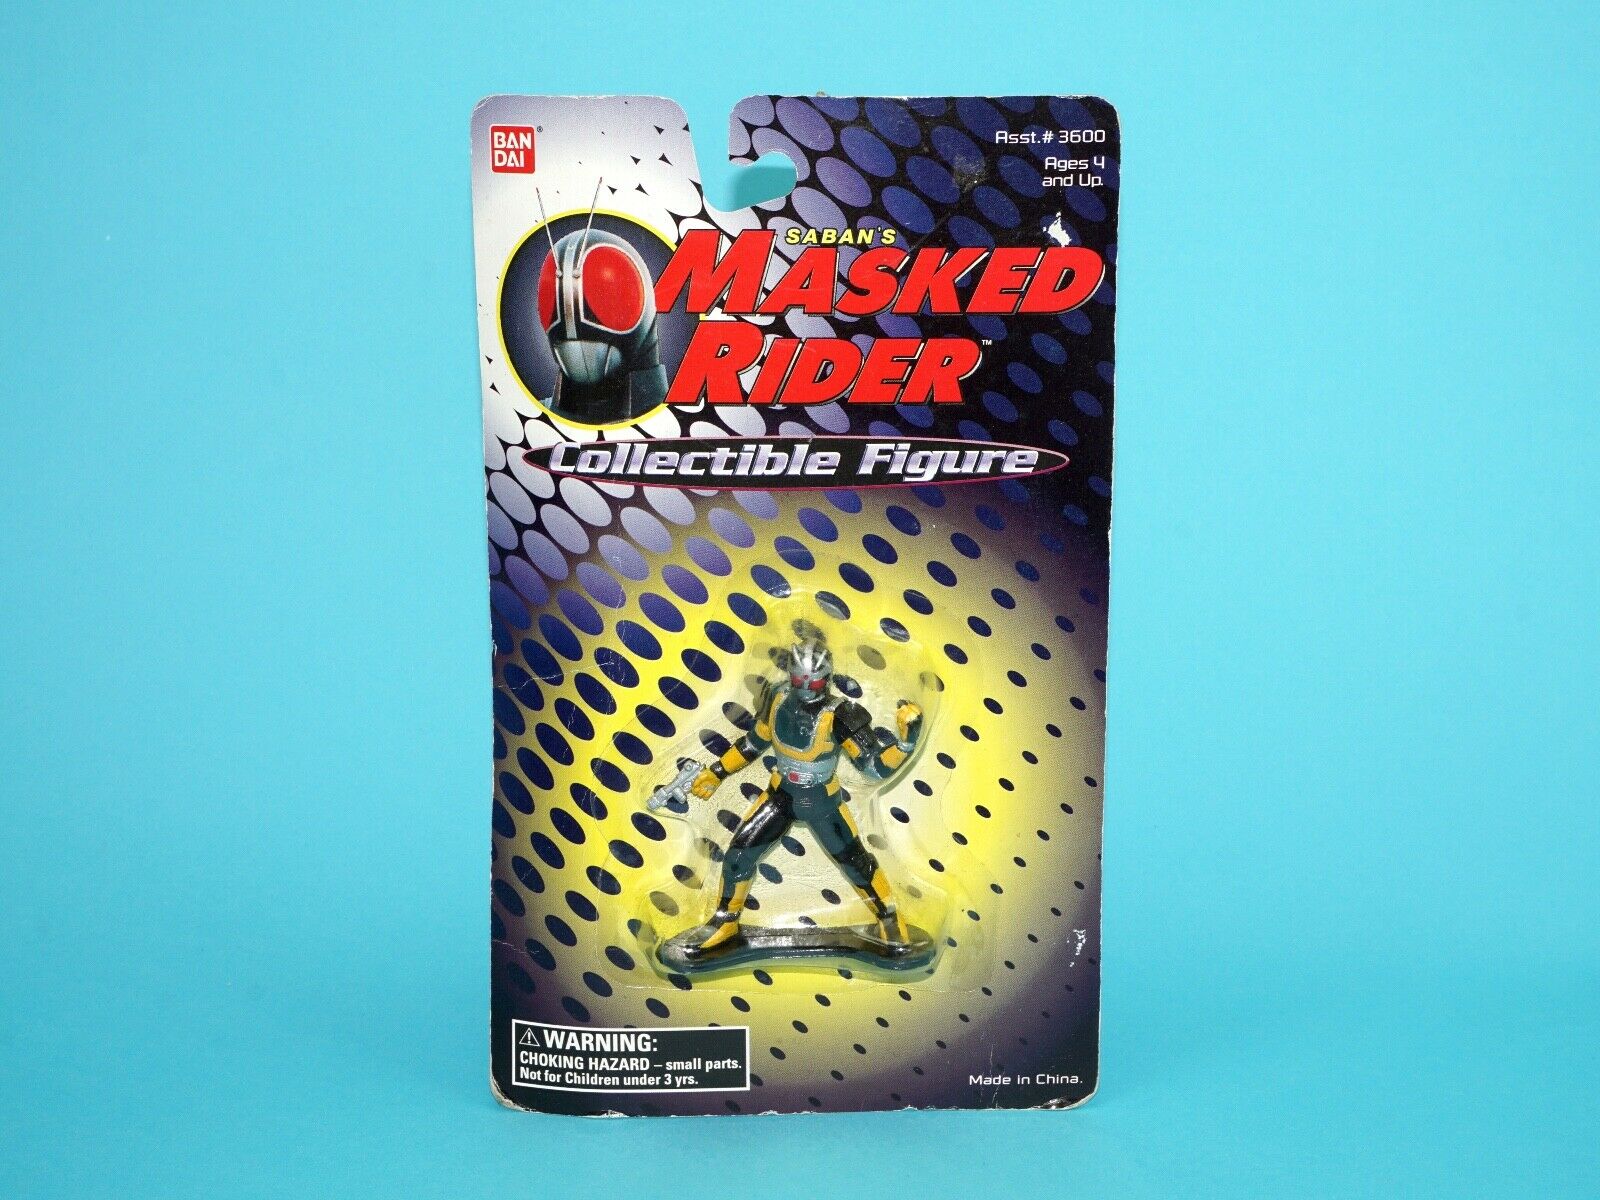 BAN
DAI
®
Asst.# 3600
Ages 4
and Up.
SABAN'S
MASKED
RIDER™
Collectible Figure
⚠ WARNING:
CHOKING HAZARD – small parts.
Not for Children under 3 yrs.
Made in China.